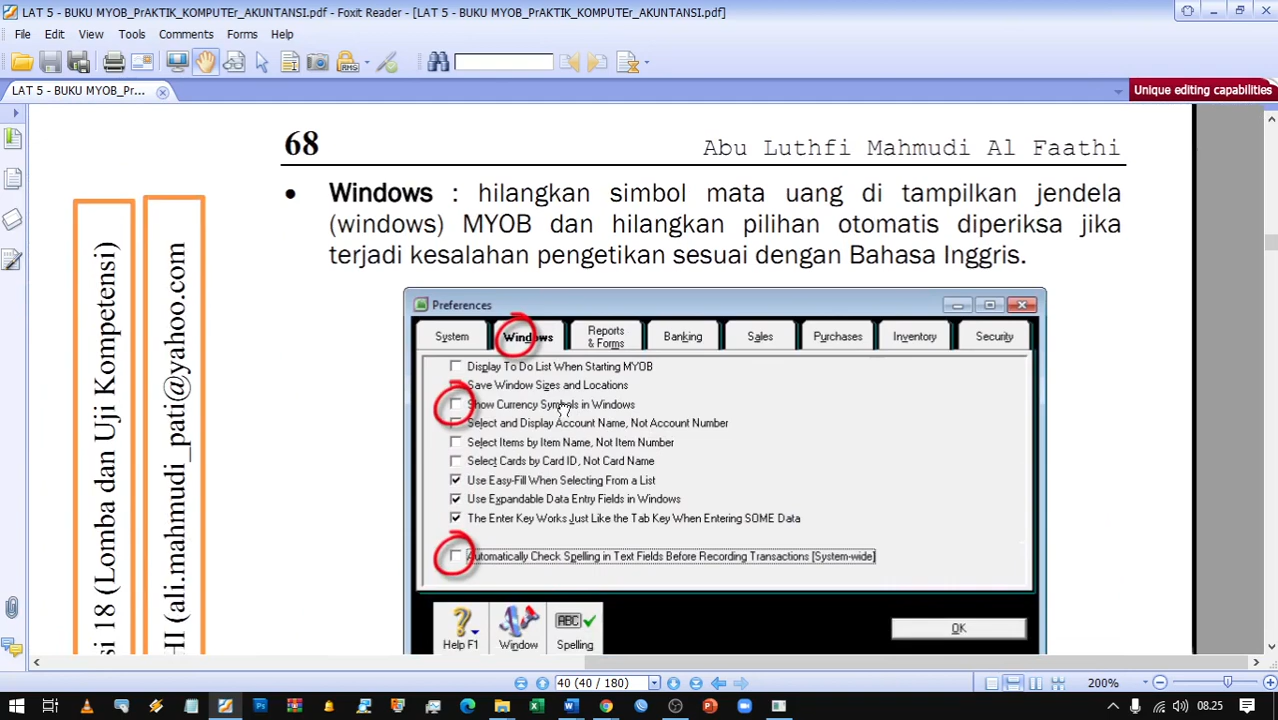 LAT 5 - BUKU MYOB_PrAKTIK_KOMPUTEr_AKUNTANSI.pdf - Foxit Reader - [LAT 5 - BUKU MYOB_PrAKTIK_KOMPUTEr_AKUNTANSI.pdf]
File Edit View Tools Comments Forms Help
LAT 5 - BUKU MYOB_Pr...
Unique editing capabilities
68 Abu Luthfi Mahmudi Al Faathi
• Windows : hilangkan simbol mata uang di tampilkan jendela
(windows) MYOB dan hilangkan pilihan otomatis diperiksa jika
terjadi kesalahan pengetikan sesuai dengan Bahasa Inggris.
si 18 (Lomba dan Uji Kompetensi)
HI (ali.mahmudi_pati@yahoo.com
Preferences
System Windows Reports & Forms Banking Sales Purchases Inventory Security
Display To Do List When Starting MYOB
Save Window Sizes and Locations
Show Currency Symbols in Windows
Select and Display Account Name, Not Account Number
Select Items by Item Name, Not Item Number
Select Cards by Card ID, Not Card Name
Use Easy-Fill When Selecting From a List
Use Expandable Data Entry Fields in Windows
The Enter Key Works Just Like the Tab Key When Entering SOME Data
Automatically Check Spelling in Text Fields Before Recording Transactions [System-wide]
ABC
Help F1 Window Spelling OK
40 (40 / 180) 200%
08.25